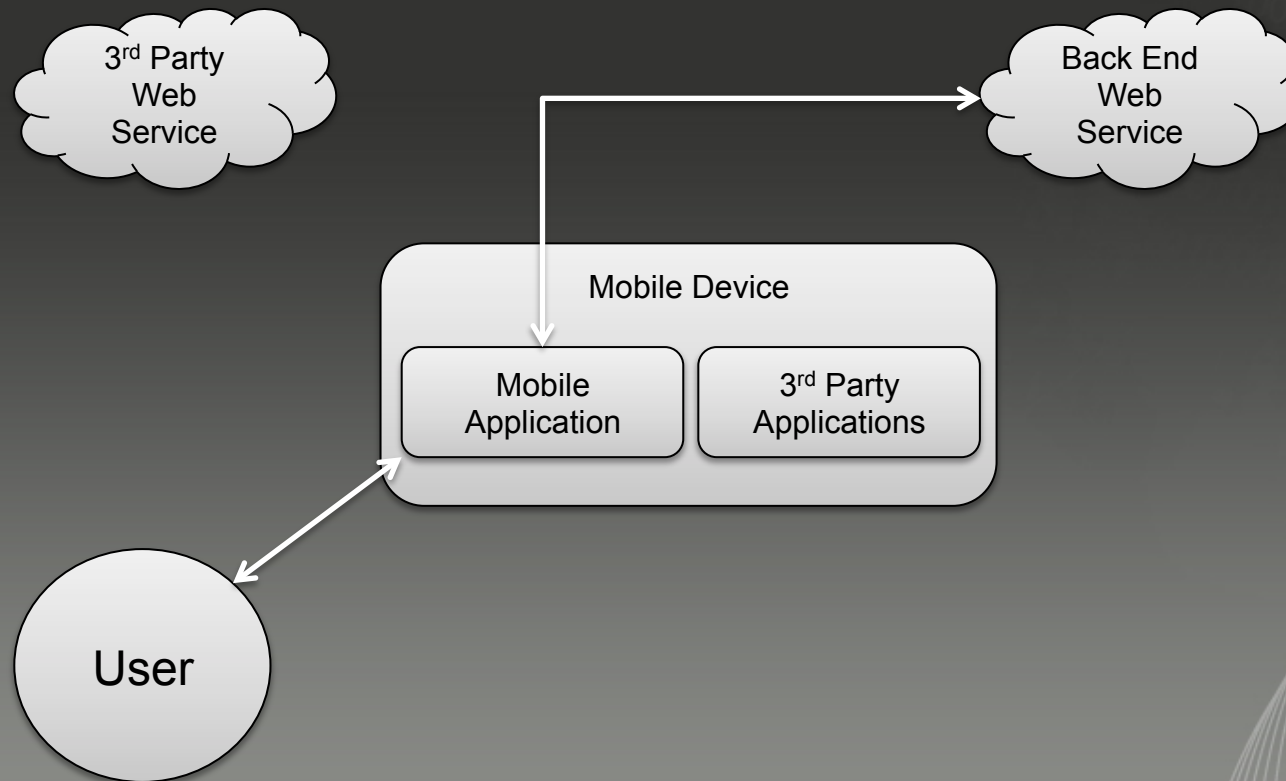 3rd Party
Web
Service
Back End
Web
Service
Mobile Device
Mobile
Application
3rd Party
Applications
User